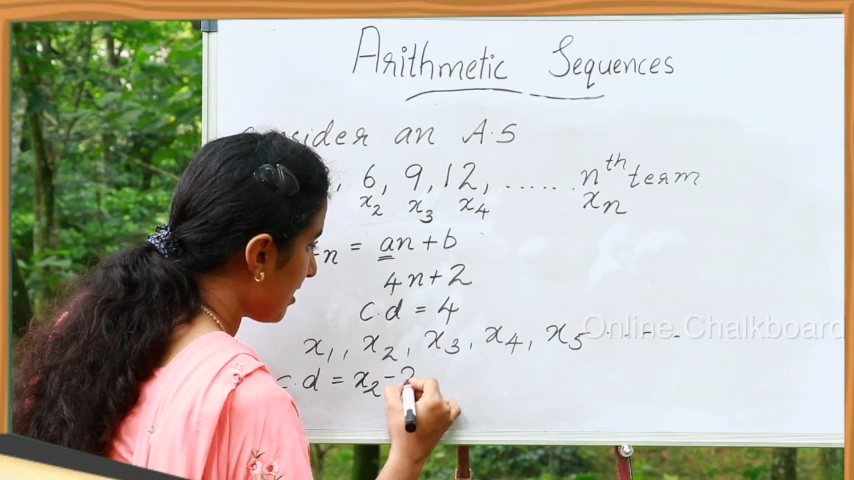 Arithmetic Sequences
an A.S
, 6, 9, 12, ...... nth term
x2 x3 x4 xn
n = an + b
4n + 2
c.d = 4
x1, x2, x3, x4, x5 .....
Online Chalkboard
c.d = x2 -